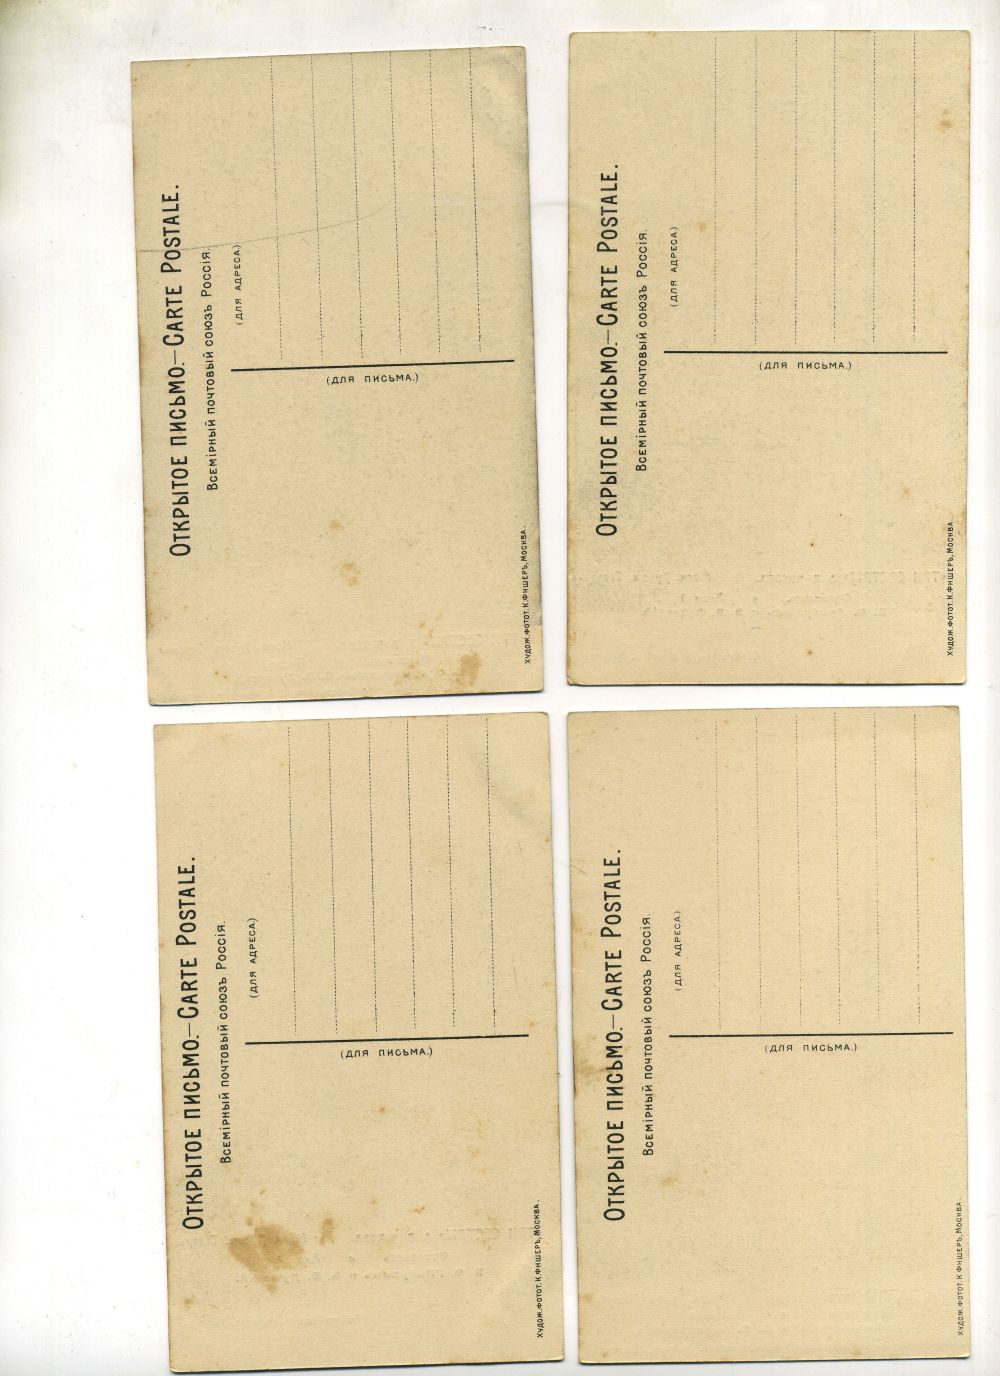 ОТКРЫТОЕ ПИСЬМО.—CARTE POSTALE.
Всемірный почтовый союзъ Россія.
(ДЛЯ АДРЕСА)
(ДЛЯ ПИСЬМА.)
ХУДОЖ.ФОТОТ.К.ФИШЕРЪ,МОСКВА.
ОТКРЫТОЕ ПИСЬМО.—CARTE POSTALE.
Всемірный почтовый союзъ Россія.
(ДЛЯ АДРЕСА)
(ДЛЯ ПИСЬМА.)
ХУДОЖ.ФОТОТ.К.ФИШЕРЪ,МОСКВА.
ОТКРЫТОЕ ПИСЬМО.—CARTE POSTALE.
Всемірный почтовый союзъ Россія.
(ДЛЯ АДРЕСА)
(ДЛЯ ПИСЬМА.)
ХУДОЖ.ФОТОТ.К.ФИШЕРЪ,МОСКВА.
ОТКРЫТОЕ ПИСЬМО.—CARTE POSTALE.
Всемірный почтовый союзъ Россія.
(ДЛЯ АДРЕСА)
(ДЛЯ ПИСЬМА.)
ХУДОЖ.ФОТОТ.К.ФИШЕРЪ,МОСКВА.